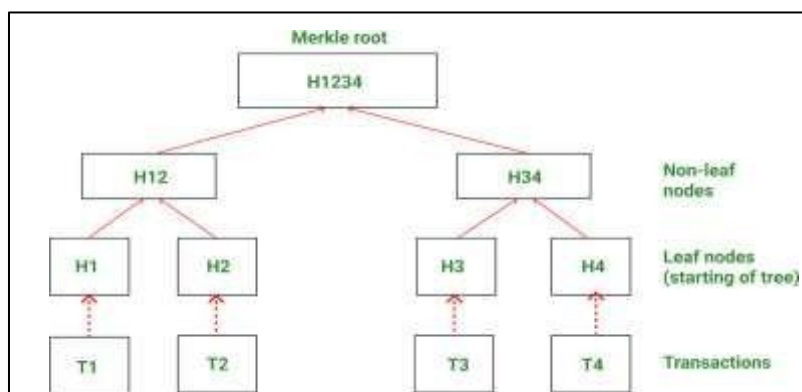 Merkle root
H1234
H12
H34
Non-leaf
nodes
H1
H2
H3
H4
Leaf nodes
(starting of tree)
T1
T2
T3
T4
Transactions